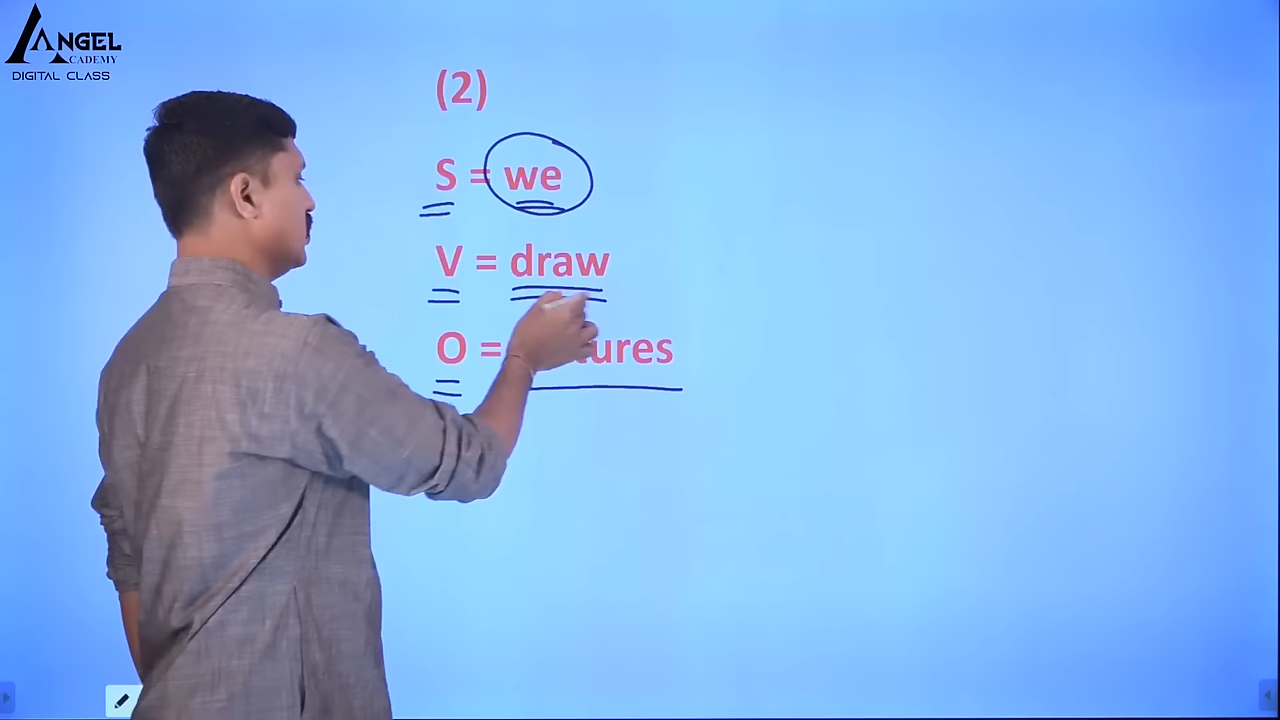 ANGEL
ACADEMY
DIGITAL CLASS
(2)
S = we
V = draw
O =